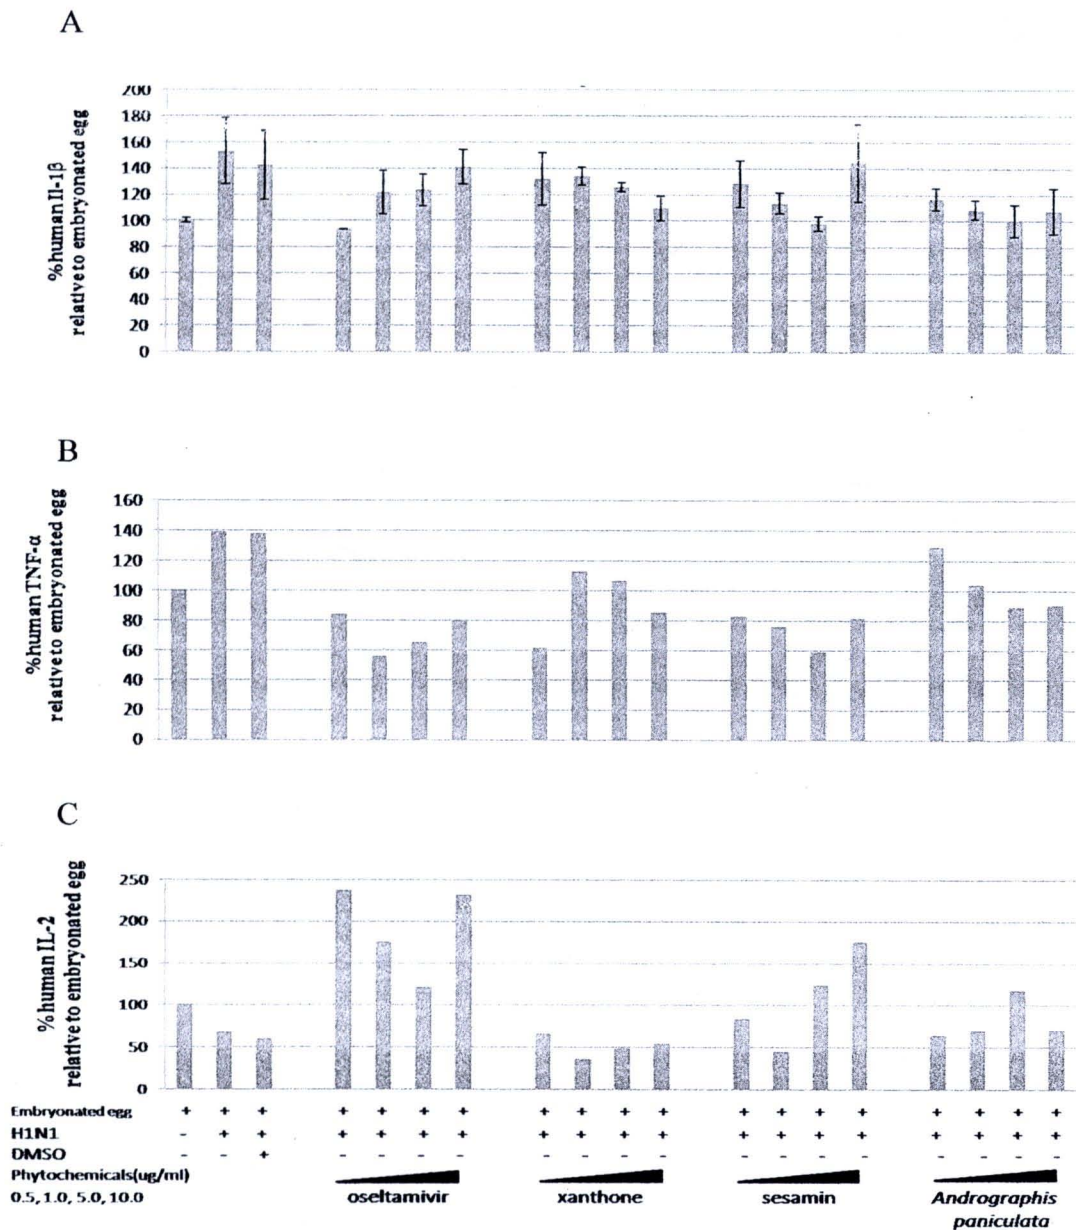 A
%human Il-1β
relative to embryonated egg
200
180
160
140
120
100
80
60
40
20
0
B
%human TNF-α
relative to embryonated egg
160
140
120
100
80
60
40
20
0
C
%human IL-2
relative to embryonated egg
250
200
150
100
50
0
Embryonated egg + + + + + + + + + + + + + + + + + + +
H1N1 - + + + + + + + + + + + + + + + + + +
DMSO - - + - - - - - - - - - - - - - - - -
Phytochemicals(ug/ml)
0.5, 1.0, 5.0, 10.0 oseltamivir xanthone sesamin Andrographis
paniculata